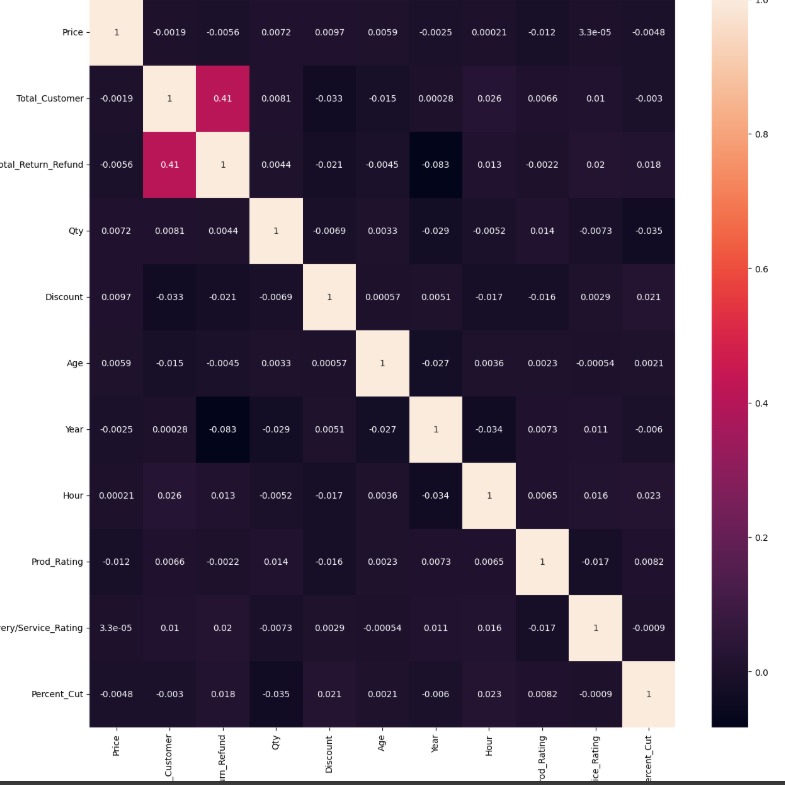 Price 1 -0.0019 -0.0056 0.0072 0.0097 0.0059 -0.0025 0.00021 -0.012 3.3e-05 -0.0048
Total_Customer -0.0019 1 0.41 0.0081 -0.033 -0.015 0.00028 0.026 0.0066 0.01 -0.003
otal_Return_Refund -0.0056 0.41 1 0.0044 -0.021 -0.0045 -0.083 0.013 -0.0022 0.02 0.018
Qty 0.0072 0.0081 0.0044 1 -0.0069 0.0033 -0.029 -0.0052 0.014 -0.0073 -0.035
Discount 0.0097 -0.033 -0.021 -0.0069 1 0.00057 0.0051 -0.017 -0.016 0.0029 0.021
Age 0.0059 -0.015 -0.0045 0.0033 0.00057 1 -0.027 0.0036 0.0023 -0.00054 0.0021
Year -0.0025 0.00028 -0.083 -0.029 0.0051 -0.027 1 -0.034 0.0073 0.011 -0.006
Hour 0.00021 0.026 0.013 -0.0052 -0.017 0.0036 -0.034 1 0.0065 0.016 0.023
Prod_Rating -0.012 0.0066 -0.0022 0.014 -0.016 0.0023 0.0073 0.0065 1 -0.017 0.0082
ery/Service_Rating 3.3e-05 0.01 0.02 -0.0073 0.0029 -0.00054 0.011 0.016 -0.017 1 -0.0009
Percent_Cut -0.0048 -0.003 0.018 -0.035 0.021 0.0021 -0.006 0.023 0.0082 -0.0009 1
Price
_Customer
urn_Refund
Qty
Discount
Age
Year
Hour
rod_Rating
ice_Rating
ercent_Cut
1.0
0.8
0.6
0.4
0.2
0.0